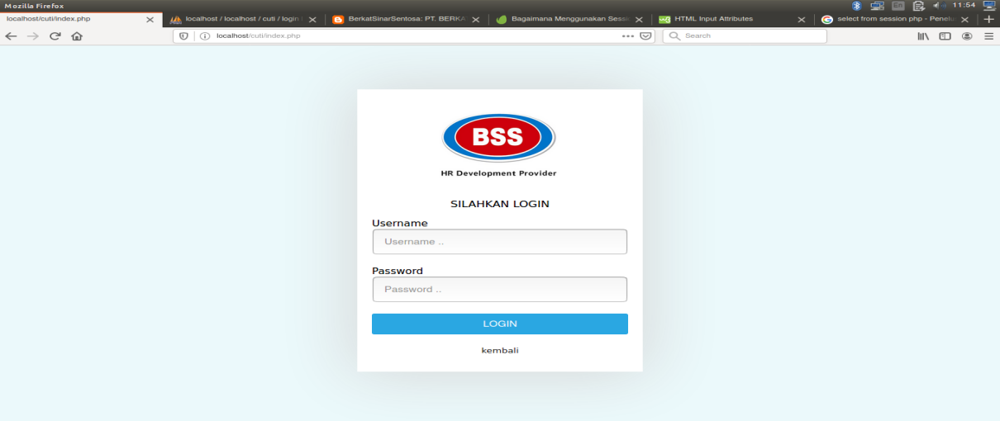 Mozilla Firefox
En
11:54
localhost/cuti/index.php
localhost / localhost / cuti / login
BerkatSinarSentosa: PT. BERKA
Bagaimana Menggunakan Sessi
HTML Input Attributes
select from session php - Penelu
localhost/cuti/index.php
Search
BSS
HR Development Provider
SILAHKAN LOGIN
Username
Username ..
Password
Password ..
LOGIN
kembali